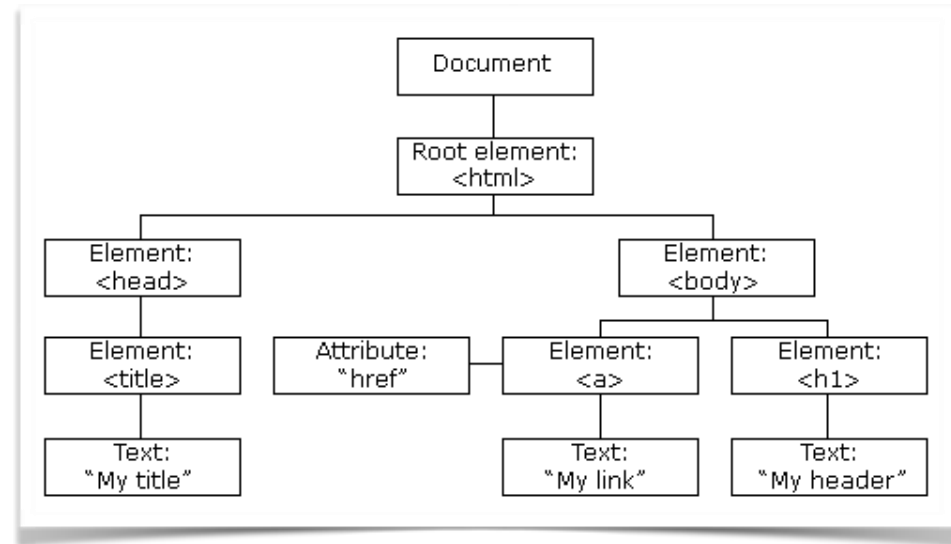 Document
Root element:
<html>
Element:
<head>
Element:
<body>
Element:
<title>
Attribute:
“href”
Element:
<a>
Element:
<h1>
Text:
“My title”
Text:
“My link”
Text:
“My header”